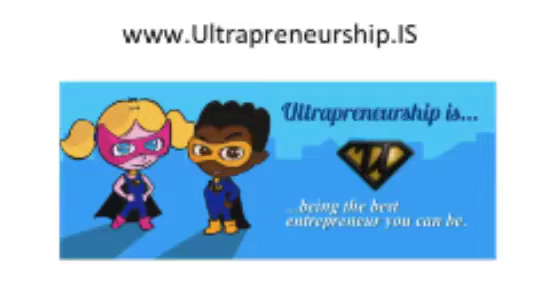 www.Ultrapreneurship.IS
Ultrapreneurship is...
U
...being the best
entrepreneur you can be.